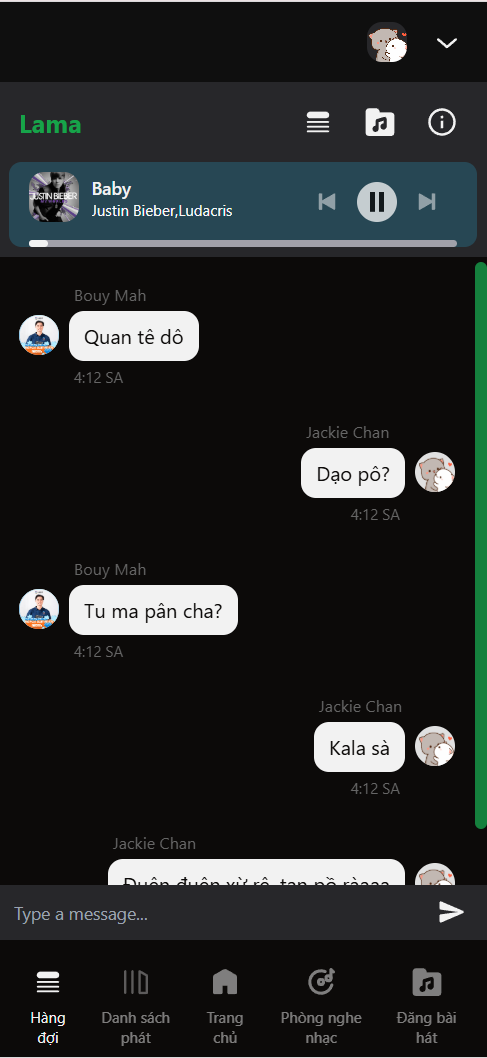 Lama
JUSTIN BIEBER
Baby
Justin Bieber,Ludacris
Bouy Mah
Quan tê dô
4:12 SA
Jackie Chan
Dạo pô?
4:12 SA
Bouy Mah
Tu ma pân cha?
4:12 SA
Jackie Chan
Kala sà
4:12 SA
Jackie Chan
Type a message...
Hàng
đợi
Danh sách
phát
Trang
chủ
Phòng nghe
nhạc
Đăng bài
hát